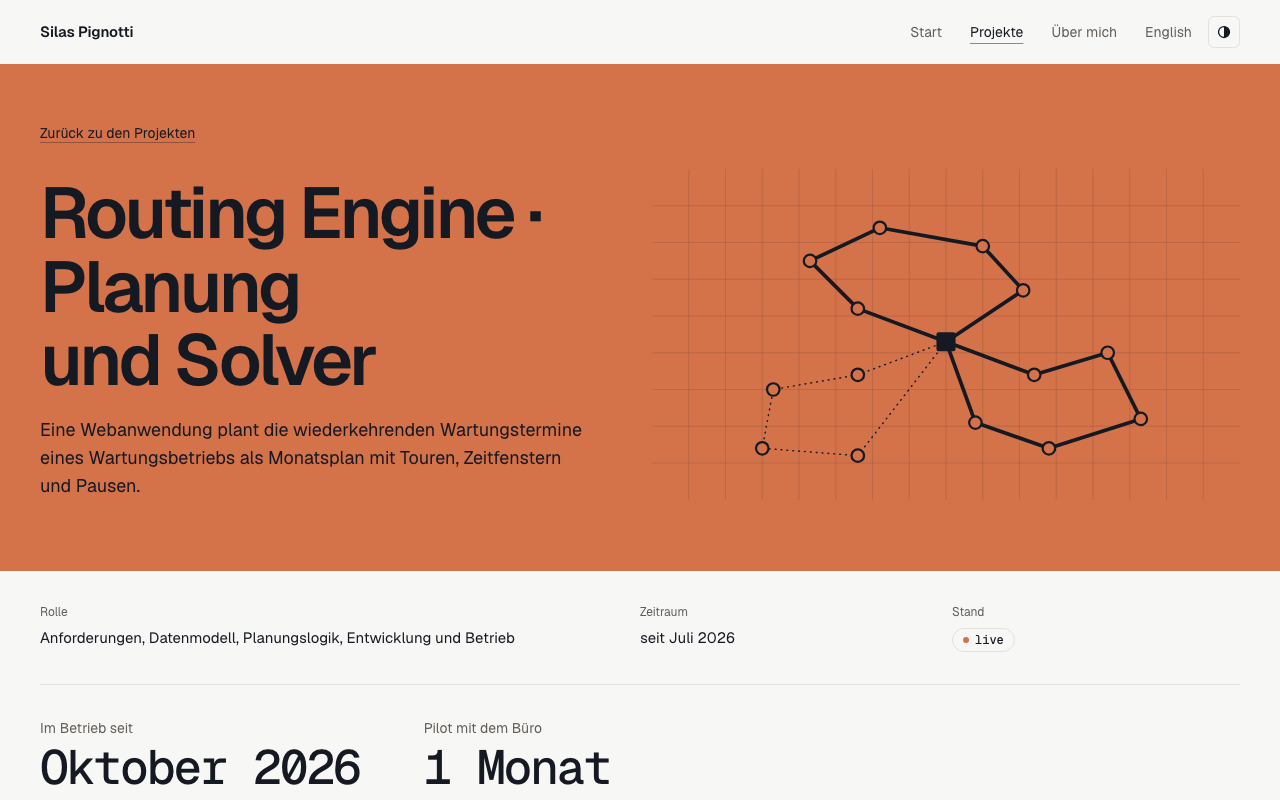 Silas Pignotti
Start
Projekte
Über mich
English
Zurück zu den Projekten
Routing Engine ·
Planung
und Solver
Eine Webanwendung plant die wiederkehrenden Wartungstermine
eines Wartungsbetriebs als Monatsplan mit Touren, Zeitfenstern
und Pausen.
Rolle
Anforderungen, Datenmodell, Planungslogik, Entwicklung und Betrieb
Zeitraum
seit Juli 2026
Stand
live
Im Betrieb seit
Oktober 2026
Pilot mit dem Büro
1 Monat